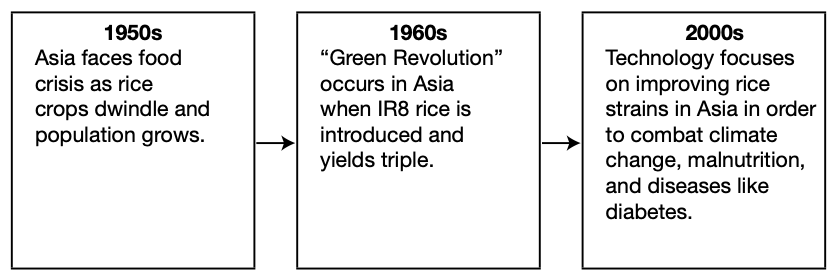 1950s
Asia faces food
crisis as rice
crops dwindle and
population grows.
1960s
“Green Revolution”
occurs in Asia
when IR8 rice is
introduced and
yields triple.
2000s
Technology focuses
on improving rice
strains in Asia in order
to combat climate
change, malnutrition,
and diseases like
diabetes.